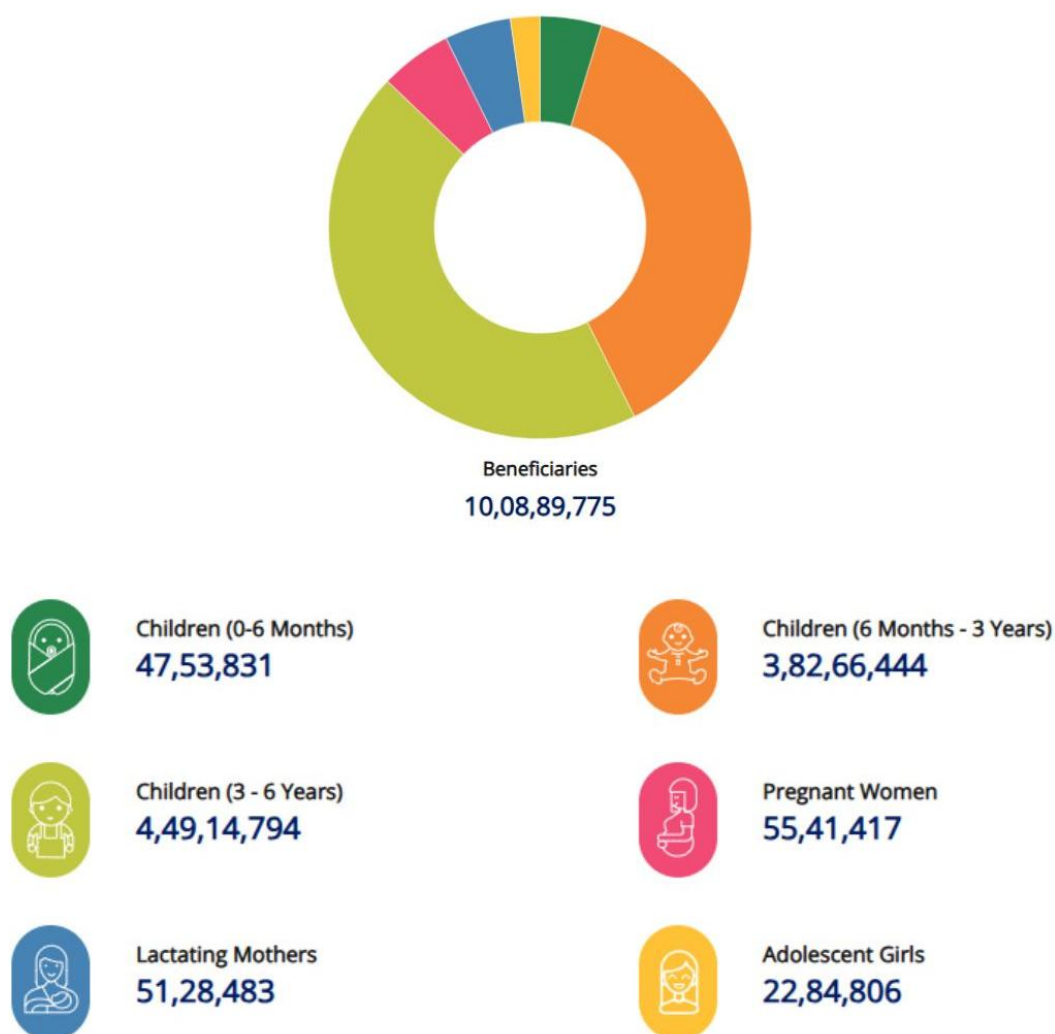 Beneficiaries
10,08,89,775
Children (0-6 Months)
47,53,831
Children (6 Months - 3 Years)
3,82,66,444
Children (3 - 6 Years)
4,49,14,794
Pregnant Women
55,41,417
Lactating Mothers
51,28,483
Adolescent Girls
22,84,806